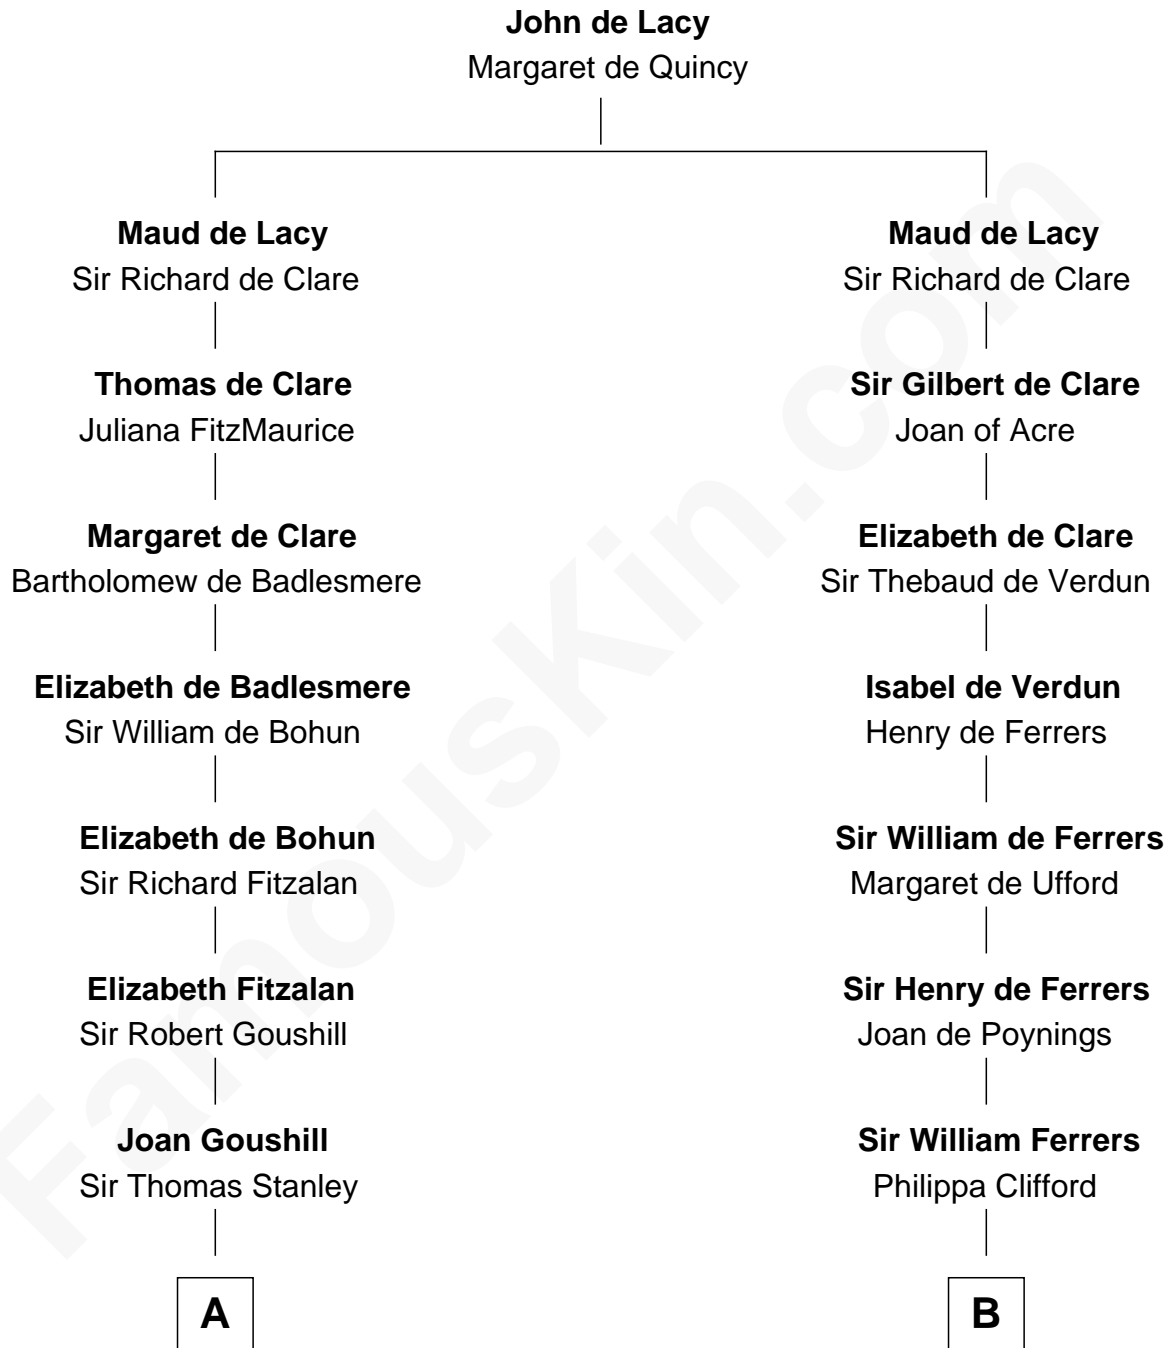 John de Lacy
Margaret de Quincy
Maud de Lacy
Sir Richard de Clare
Thomas de Clare
Juliana FitzMaurice
Margaret de Clare
Bartholomew de Badlesmere
Elizabeth de Badlesmere
Sir William de Bohun
Elizabeth de Bohun
Sir Richard Fitzalan
Elizabeth Fitzalan
Sir Robert Goushill
Joan Goushill
Sir Thomas Stanley
A
Maud de Lacy
Sir Richard de Clare
Sir Gilbert de Clare
Joan of Acre
Elizabeth de Clare
Sir Thebaud de Verdun
Isabel de Verdun
Henry de Ferrers
Sir William de Ferrers
Margaret de Ufford
Sir Henry de Ferrers
Joan de Poynings
Sir William Ferrers
Philippa Clifford
B
FamousKin.com